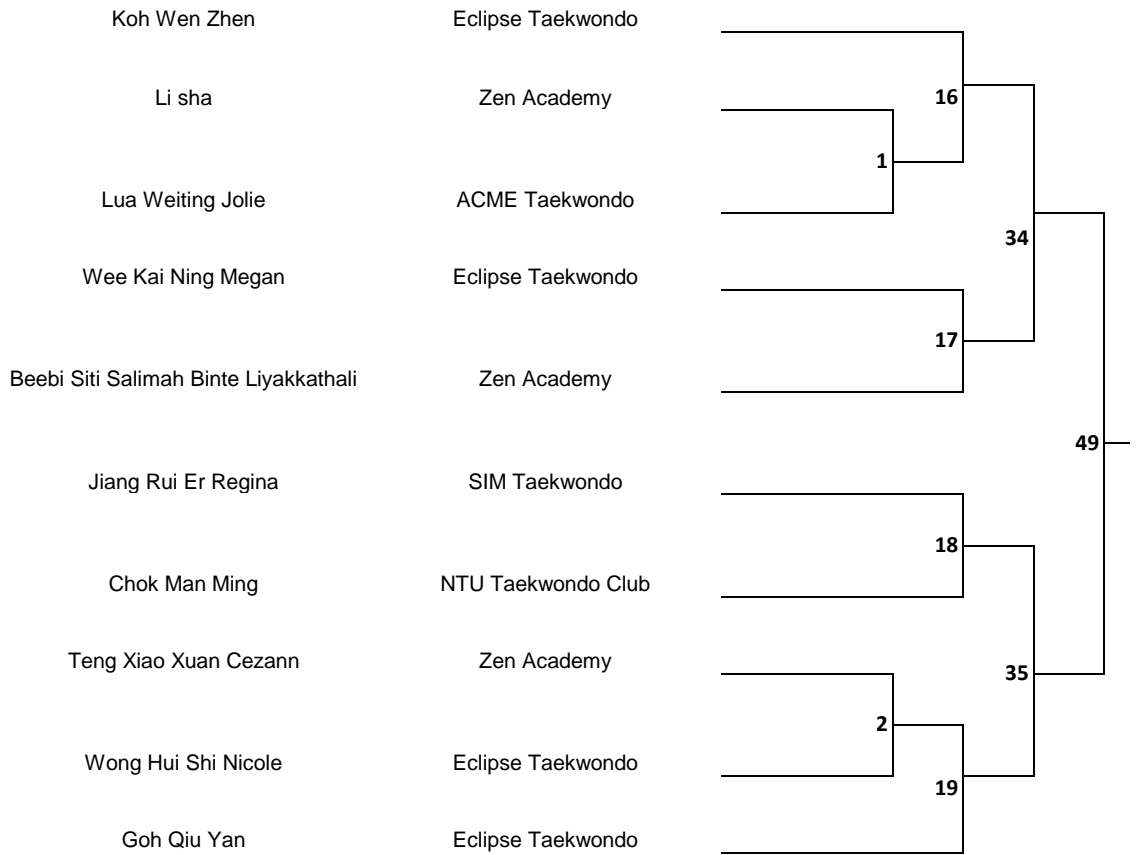 Koh Wen Zhen Eclipse Taekwondo
Li sha Zen Academy
16
1
Lua Weiting Jolie ACME Taekwondo
34
Wee Kai Ning Megan Eclipse Taekwondo
17
Beebi Siti Salimah Binte Liyakkathali Zen Academy
49
Jiang Rui Er Regina SIM Taekwondo
18
Chok Man Ming NTU Taekwondo Club
Teng Xiao Xuan Cezann Zen Academy
35
2
Wong Hui Shi Nicole Eclipse Taekwondo
19
Goh Qiu Yan Eclipse Taekwondo